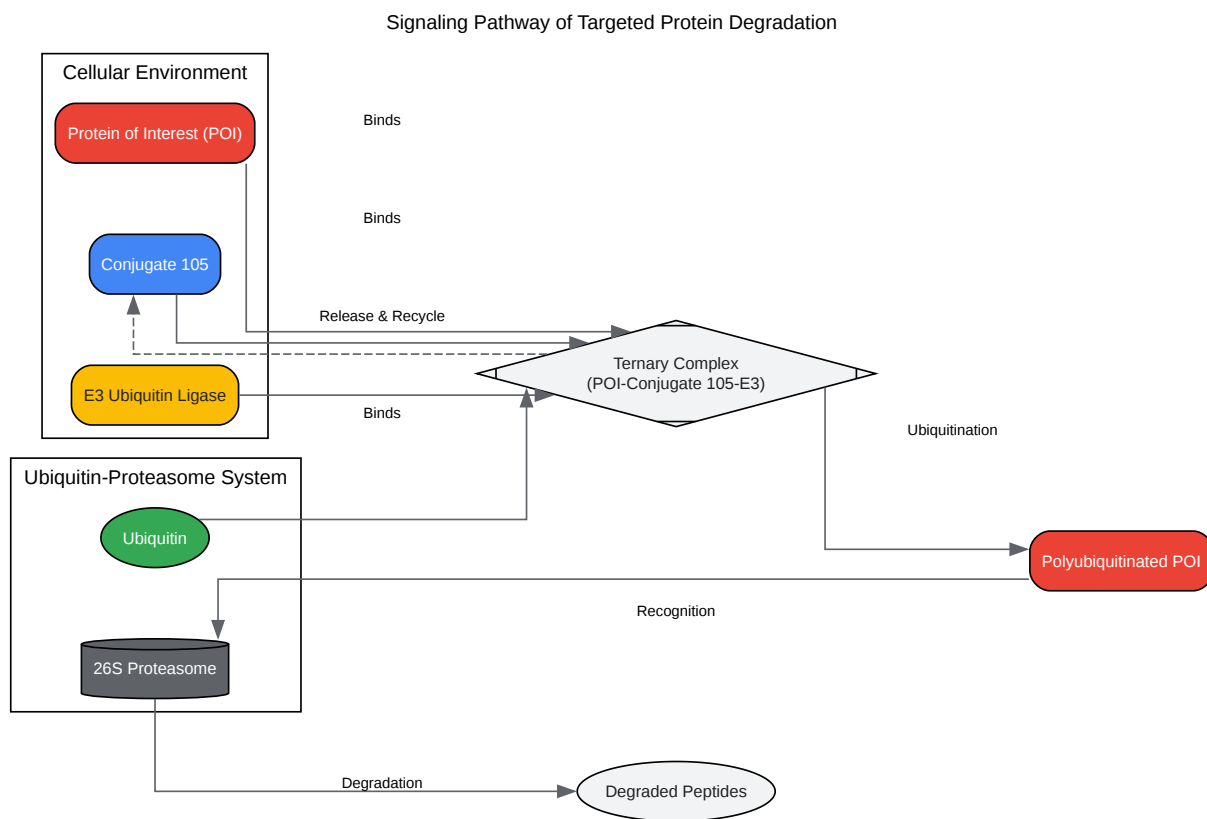 Signaling Pathway of Targeted Protein Degradation
Cellular Environment
Protein of Interest (POI)
Binds
Binds
Conjugate 105
Release & Recycle
Ternary Complex
(POI-Conjugate 105-E3)
E3 Ubiquitin Ligase
Binds
Ubiquitination
Ubiquitin-Proteasome System
Ubiquitin
Polyubiquitinated POI
Recognition
26S Proteasome
Degradation
Degraded Peptides